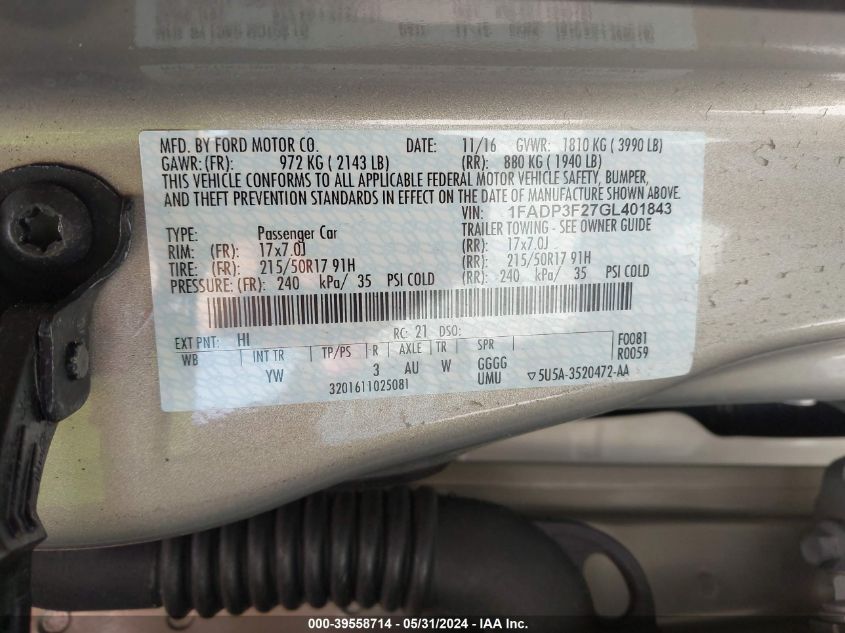 MFD. BY FORD MOTOR CO. DATE: 11/16 GVWR: 1810 KG ( 3990 LB)
GAWR: (FR): 972 KG ( 2143 LB) (RR): 880 KG ( 1940 LB)
THIS VEHICLE CONFORMS TO ALL APPLICABLE FEDERAL MOTOR VEHICLE SAFETY, BUMPER,
AND THEFT PREVENTION STANDARDS IN EFFECT ON THE DATE OF MANUFACTURE SHOWN ABOVE.
VIN: 1FADP3F27GL401843
TYPE: Passenger Car TRAILER TOWING - SEE OWNER GUIDE
RIM: (FR): 17x7.0J (RR): 17x7.0J
TIRE: (FR): 215/50R17 91H (RR): 215/50R17 91H
PRESSURE: (FR): 240 kPa/ 35 PSI COLD (RR): 240 kPa/ 35 PSI COLD
EXT PNT: HI RC: 21 DSO: F0081
WB INT TR TP/PS R AXLE TR SPR R0059
YW 3 AU W GGGG
3201611025081 UMU ▽5U5A-3520472-AA
000-39558714 - 05/31/2024 - IAA Inc.